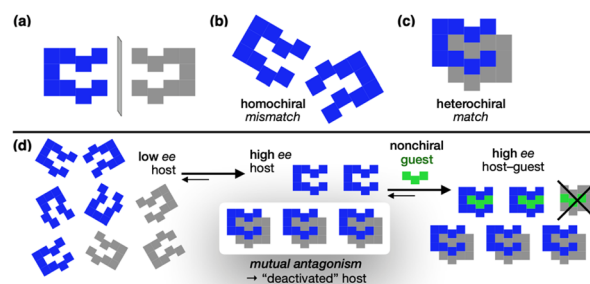 (a)
(b)
homochiral
mismatch
(c)
heterochiral
match
(d)
low ee
host
high ee
host
mutual antagonism
→ "deactivated" host
nonchiral
guest
high ee
host–guest